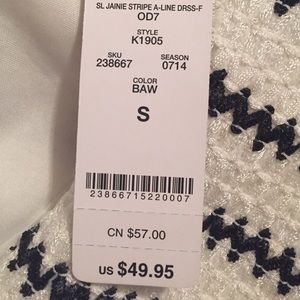 SL JAINIE STRIPE A-LINE DRSS-F
OD7
STYLE
K1905
SKU SEASON
238667 0714
COLOR
BAW
S
23866715220007
CN $57.00
US $49.95